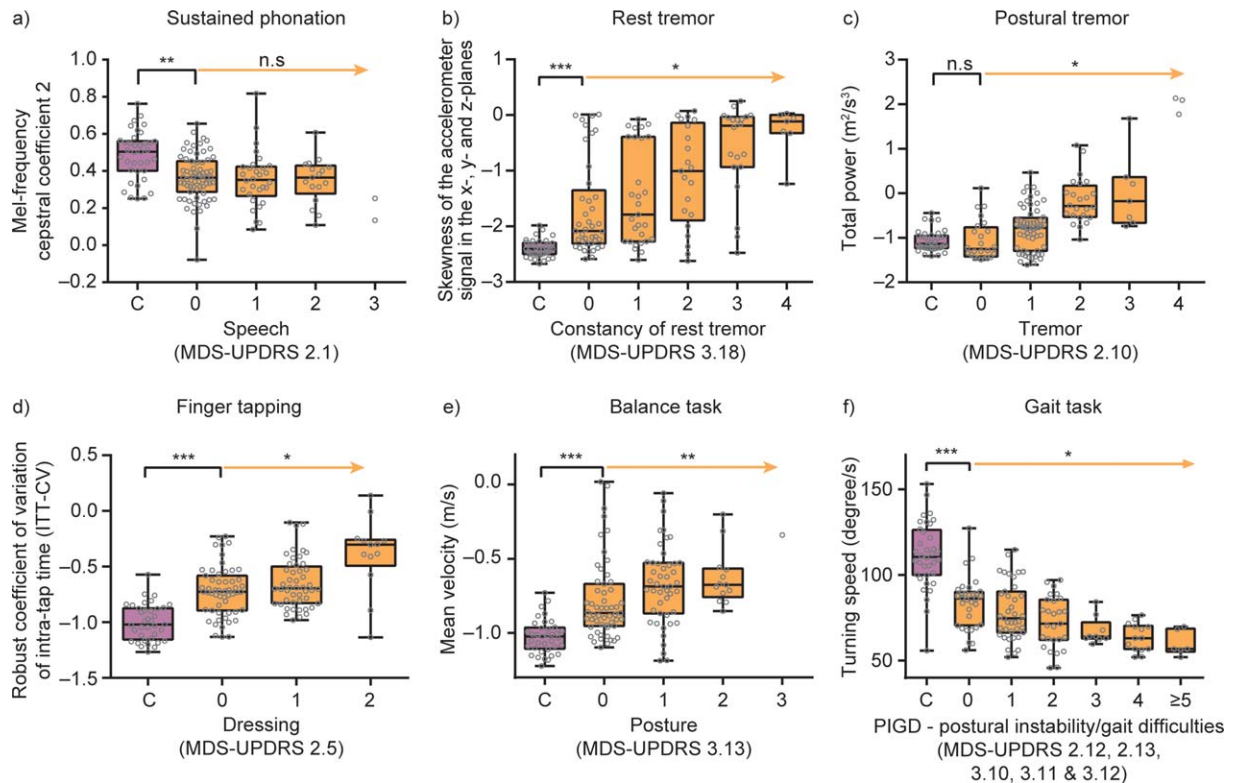 a) Sustained phonation
Mel-frequency
cepstral coefficient 2
1.0
0.8
0.6
0.4
0.2
0.0
–0.2
**
n.s
C 0 1 2 3
Speech
(MDS-UPDRS 2.1)
b) Rest tremor
Skewness of the accelerometer
signal in the x-, y- and z-planes
1
–0
–1
–2
–3
***
*
C 0 1 2 3 4
Constancy of rest tremor
(MDS-UPDRS 3.18)
c) Postural tremor
Total power (m²/s³)
3
2
1
–0
–1
–2
n.s
*
C 0 1 2 3 4
Tremor
(MDS-UPDRS 2.10)
d) Finger tapping
Robust coefficient of variation
of intra-tap time (ITT-CV)
0.5
–0.0
–0.5
–1.0
–1.5
***
*
C 0 1 2
Dressing
(MDS-UPDRS 2.5)
e) Balance task
Mean velocity (m/s)
0.0
–0.5
–1.0
***
**
C 0 1 2 3
Posture
(MDS-UPDRS 3.13)
f) Gait task
Turning speed (degree/s)
150
100
50
***
*
C 0 1 2 3 4 ≥5
PIGD - postural instability/gait difficulties
(MDS-UPDRS 2.12, 2.13,
3.10, 3.11 & 3.12)